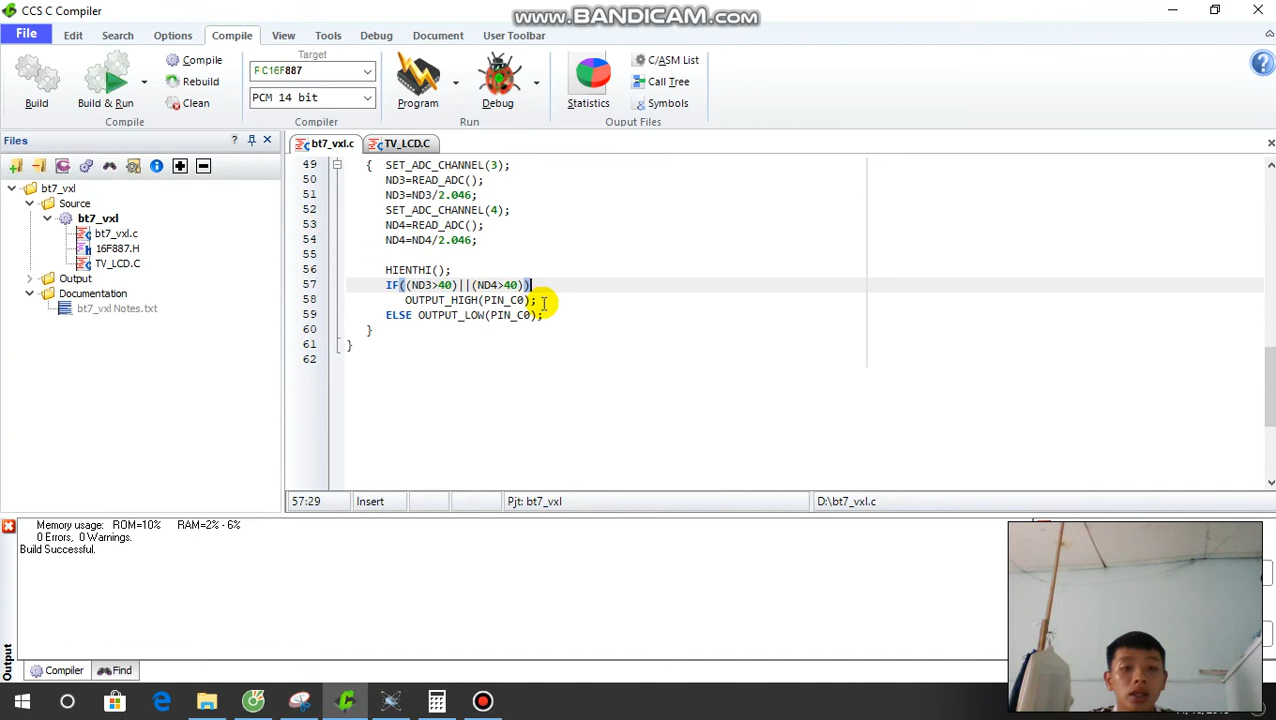 CCS C Compiler
www.BANDICAM.com
File Edit Search Options Compile View Tools Debug Document User Toolbar
Build
Build & Run
Compile
Rebuild
Clean
Compile
Target
PIC16F887
PCM 14 bit
Compiler
Program
Debug
Run
Statistics
C/ASM List
Call Tree
Symbols
Ouput Files
Files
bt7_vxl
Source
bt7_vxl
bt7_vxl.c
16F887.H
TV_LCD.C
Output
Documentation
bt7_vxl Notes.txt
bt7_vxl.c TV_LCD.C
49 { SET_ADC_CHANNEL(3);
50 ND3=READ_ADC();
51 ND3=ND3/2.046;
52 SET_ADC_CHANNEL(4);
53 ND4=READ_ADC();
54 ND4=ND4/2.046;
55
56 HIENTHI();
57 IF((ND3>40)||(ND4>40))
58 OUTPUT_HIGH(PIN_C0);
59 ELSE OUTPUT_LOW(PIN_C0);
60 }
61 }
62
57:29 Insert Pjt: bt7_vxl D:\bt7_vxl.c
Memory usage: ROM=10% RAM=2% - 6%
0 Errors, 0 Warnings.
Build Successful.
Output
Compiler Find